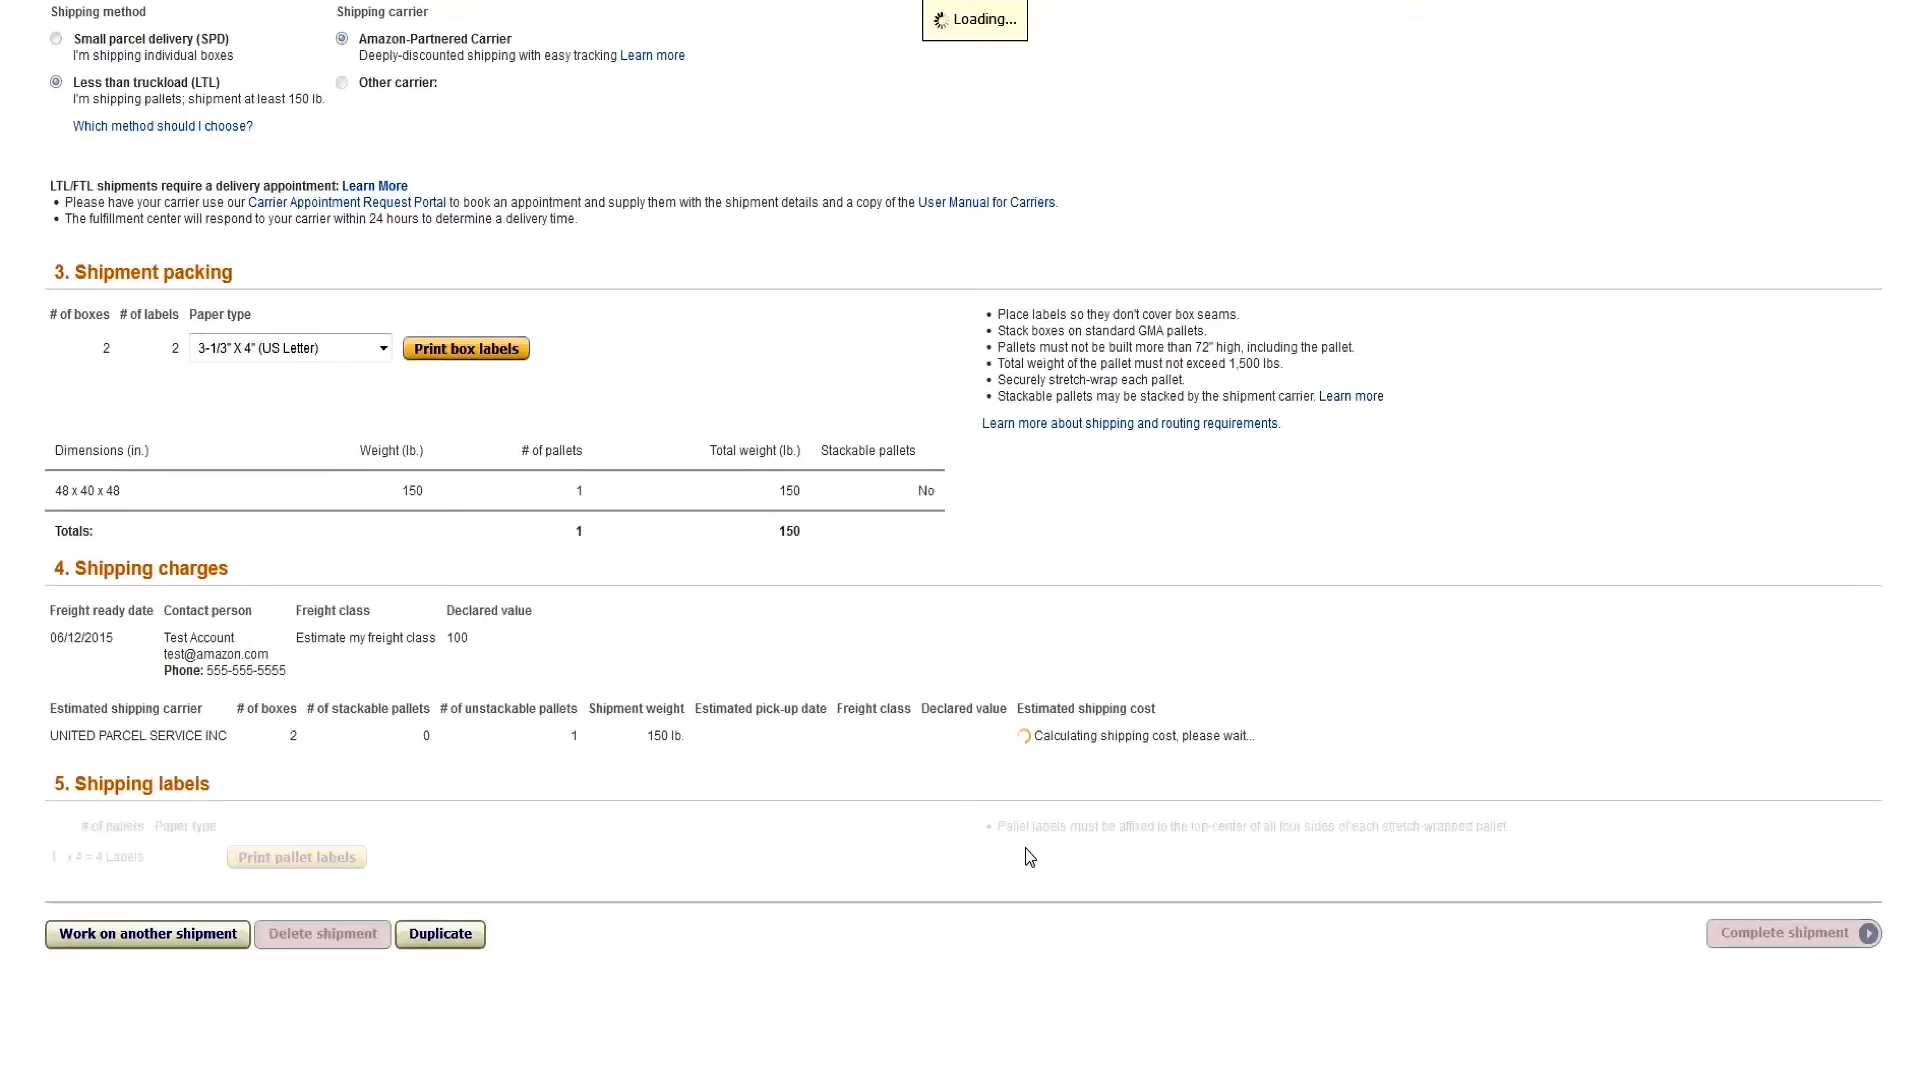 Loading...
Shipping method
Shipping carrier
Small parcel delivery (SPD)
I'm shipping individual boxes
Amazon-Partnered Carrier
Deeply-discounted shipping with easy tracking Learn more
Less than truckload (LTL)
I'm shipping pallets; shipment at least 150 lb.
Other carrier:
Which method should I choose?
LTL/FTL shipments require a delivery appointment: Learn More
• Please have your carrier use our Carrier Appointment Request Portal to book an appointment and supply them with the shipment details and a copy of the User Manual for Carriers.
• The fulfillment center will respond to your carrier within 24 hours to determine a delivery time.
3. Shipment packing
# of boxes # of labels Paper type
2 2 3-1/3" X 4" (US Letter) Print box labels
• Place labels so they don't cover box seams.
• Stack boxes on standard GMA pallets.
• Pallets must not be built more than 72" high, including the pallet.
• Total weight of the pallet must not exceed 1,500 lbs.
• Securely stretch-wrap each pallet.
• Stackable pallets may be stacked by the shipment carrier. Learn more
Learn more about shipping and routing requirements.
Dimensions (in.) Weight (lb.) # of pallets Total weight (lb.) Stackable pallets
48 x 40 x 48 150 1 150 No
Totals: 1 150
4. Shipping charges
Freight ready date Contact person Freight class Declared value
06/12/2015 Test Account Estimate my freight class 100
test@amazon.com
Phone: 555-555-5555
Estimated shipping carrier # of boxes # of stackable pallets # of unstackable pallets Shipment weight Estimated pick-up date Freight class Declared value Estimated shipping cost
UNITED PARCEL SERVICE INC 2 0 1 150 lb. Calculating shipping cost, please wait...
5. Shipping labels
# of pallets Paper type
1 x 4 = 4 Labels Print pallet labels
• Pallet labels must be affixed to the top-center of all four sides of each stretch-wrapped pallet.
Work on another shipment Delete shipment Duplicate Complete shipment